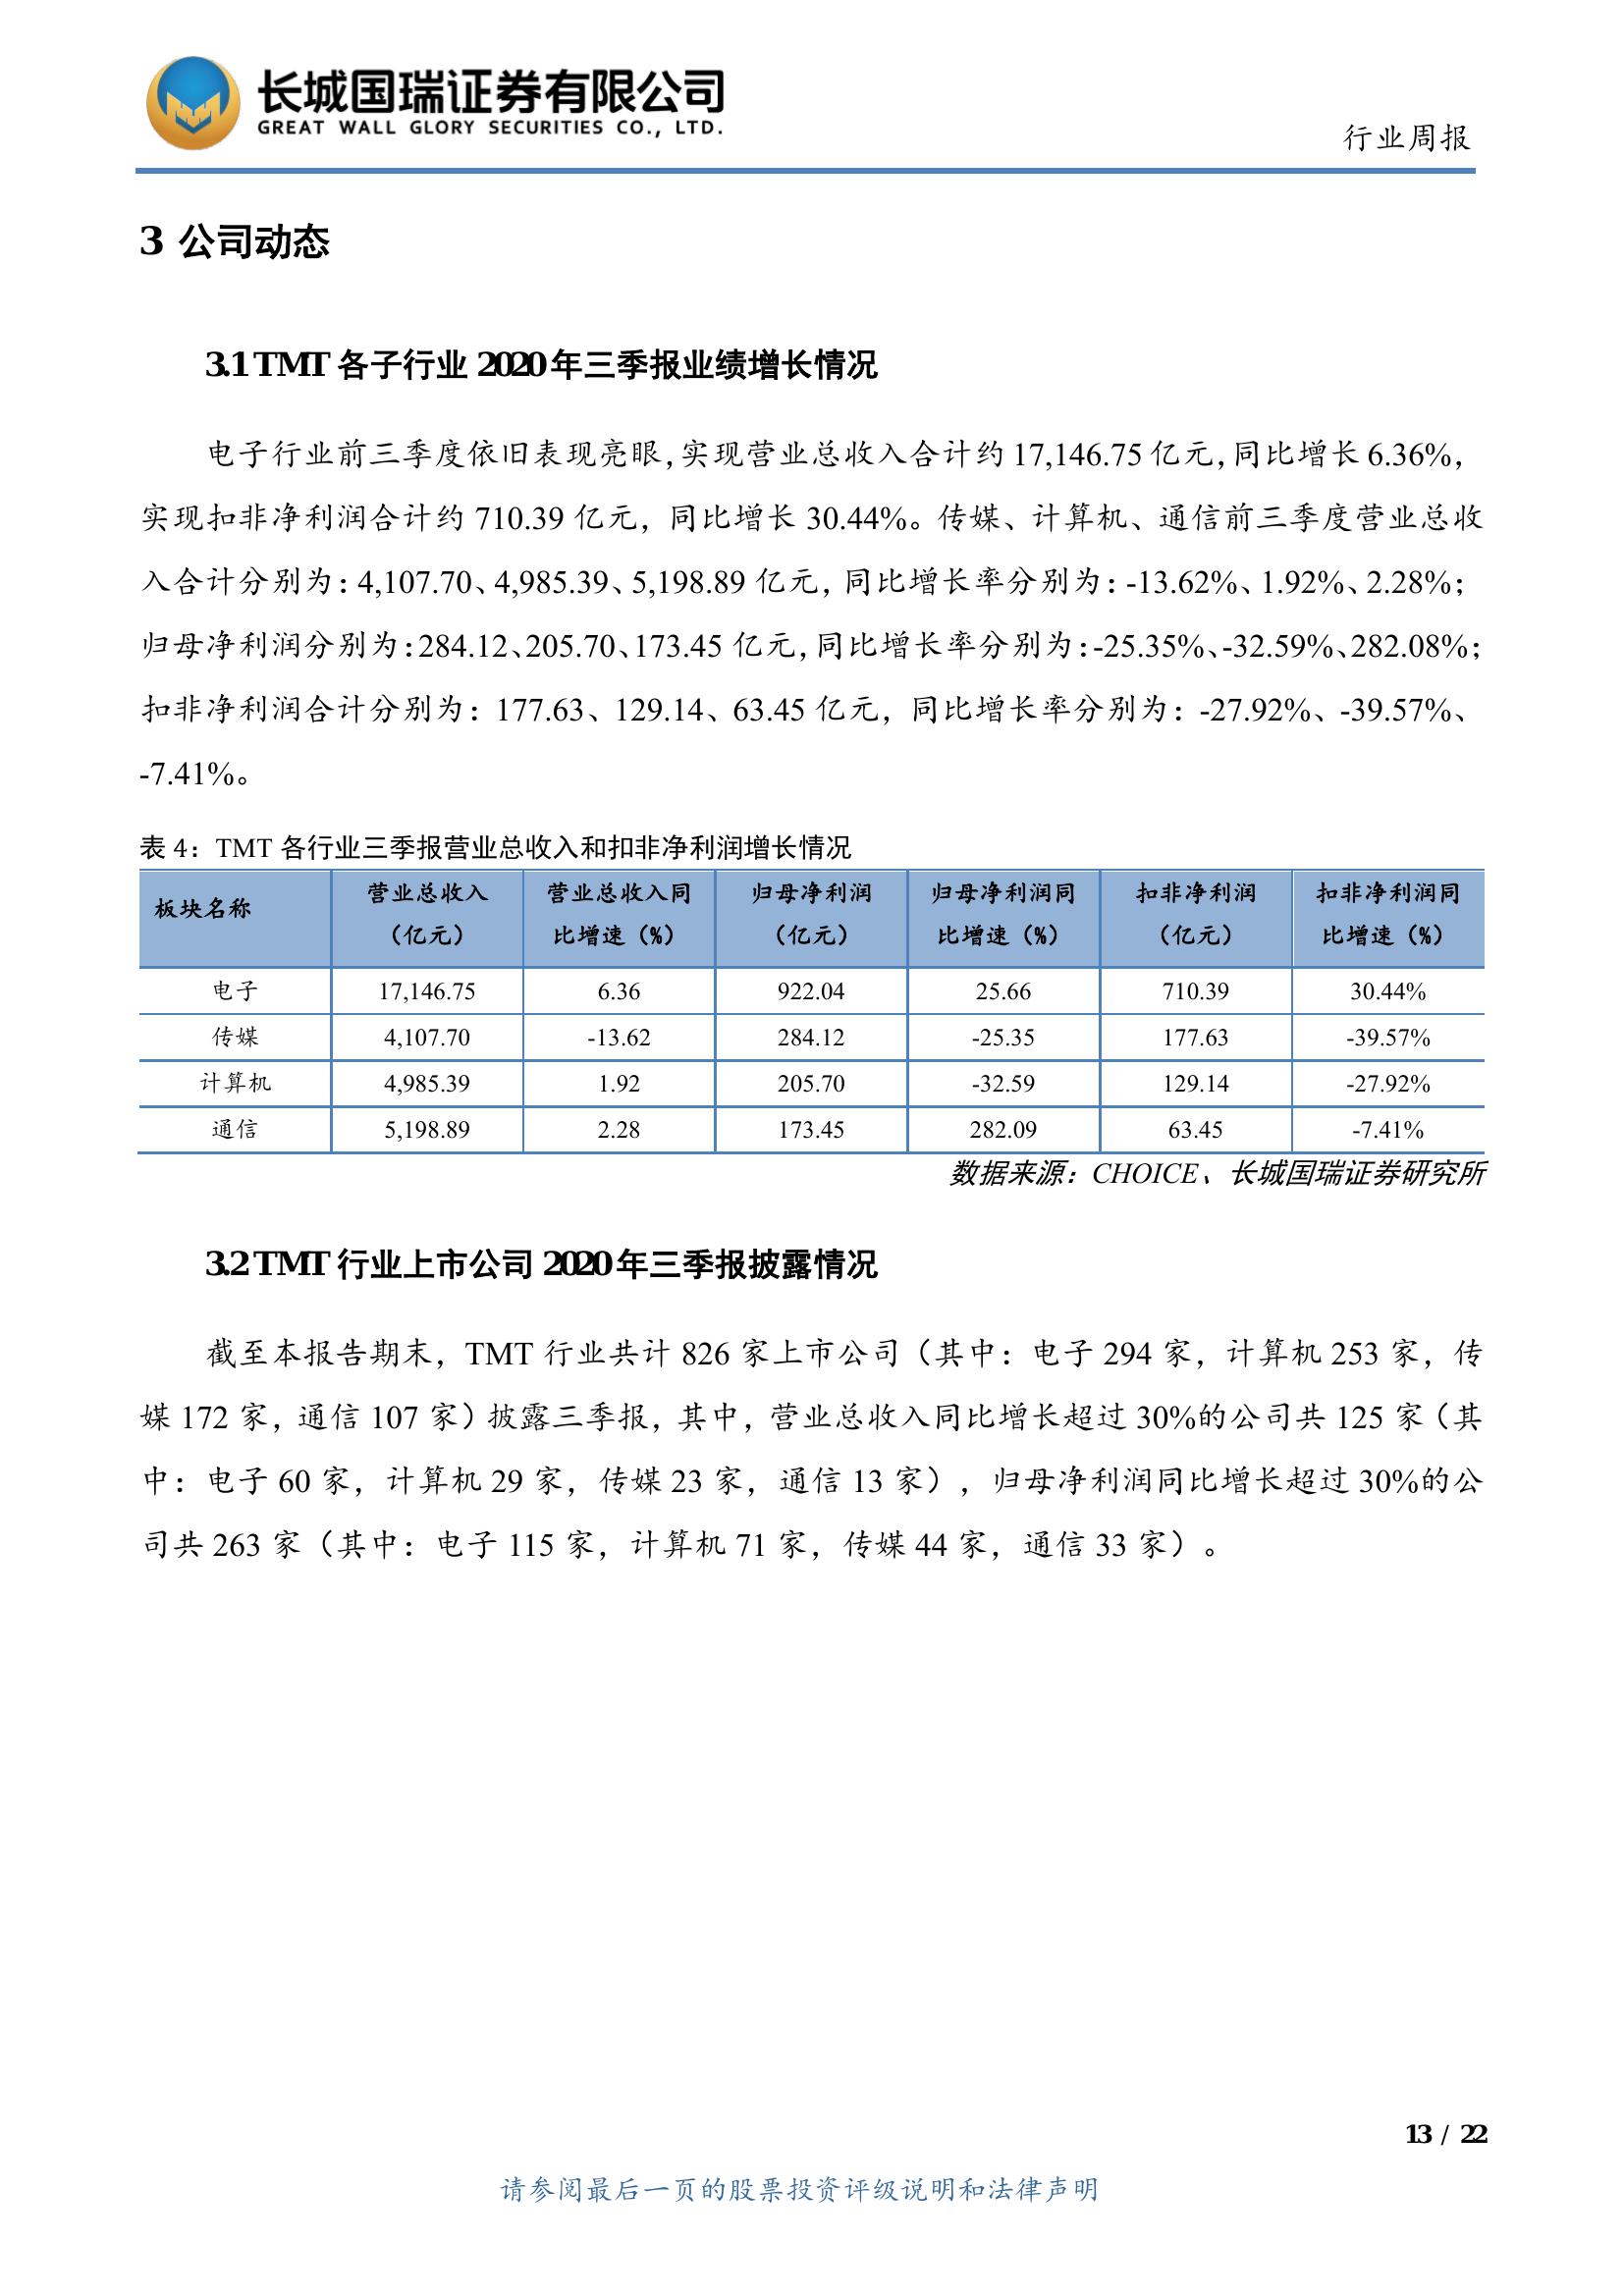 长城国瑞证券有限公司
GREAT WALL GLORY SECURITIES CO., LTD.
行业周报
3 公司动态
3.1 TMT 各子行业 2020 年三季报业绩增长情况
电子行业前三季度依旧表现亮眼，实现营业总收入合计约 17,146.75 亿元，同比增长 6.36%，
实现扣非净利润合计约 710.39 亿元，同比增长 30.44%。传媒、计算机、通信前三季度营业总收
入合计分别为：4,107.70、4,985.39、5,198.89 亿元，同比增长率分别为：-13.62%、1.92%、2.28%；
归母净利润分别为：284.12、205.70、173.45 亿元，同比增长率分别为：-25.35%、-32.59%、282.08%；
扣非净利润合计分别为：177.63、129.14、63.45 亿元，同比增长率分别为：-27.92%、-39.57%、
-7.41%。
表 4：TMT 各行业三季报营业总收入和扣非净利润增长情况
板块名称 营业总收入（亿元） 营业总收入同比增速（%） 归母净利润（亿元） 归母净利润同比增速（%） 扣非净利润（亿元） 扣非净利润同比增速（%）
电子 17,146.75 6.36 922.04 25.66 710.39 30.44%
传媒 4,107.70 -13.62 284.12 -25.35 177.63 -39.57%
计算机 4,985.39 1.92 205.70 -32.59 129.14 -27.92%
通信 5,198.89 2.28 173.45 282.09 63.45 -7.41%
数据来源：CHOICE、长城国瑞证券研究所
3.2 TMT 行业上市公司 2020 年三季报披露情况
截至本报告期末，TMT 行业共计 826 家上市公司（其中：电子 294 家，计算机 253 家，传
媒 172 家，通信 107 家）披露三季报，其中，营业总收入同比增长超过 30%的公司共 125 家（其
中：电子 60 家，计算机 29 家，传媒 23 家，通信 13 家），归母净利润同比增长超过 30%的公
司共 263 家（其中：电子 115 家，计算机 71 家，传媒 44 家，通信 33 家）。
13 / 22
请参阅最后一页的股票投资评级说明和法律声明